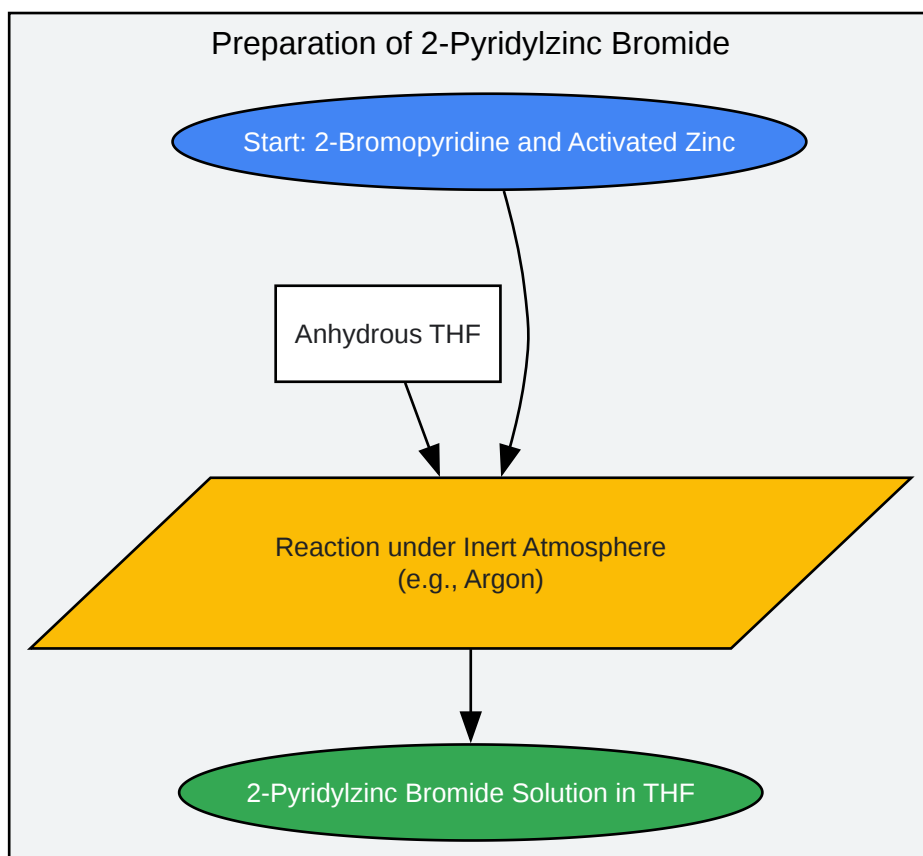 Preparation of 2-Pyridylzinc Bromide
Start: 2-Bromopyridine and Activated Zinc
Anhydrous THF
Reaction under Inert Atmosphere
(e.g., Argon)
2-Pyridylzinc Bromide Solution in THF